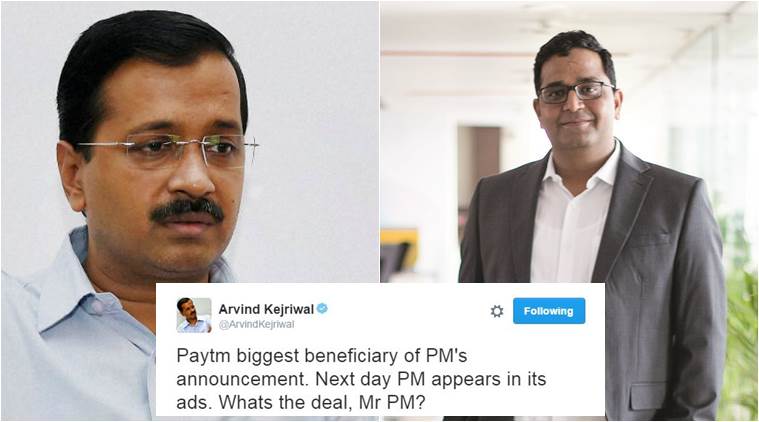 Arvind Kejriwal
@ArvindKejriwal
Following
Paytm biggest beneficiary of PM's
announcement. Next day PM appears in its
ads. Whats the deal, Mr PM?